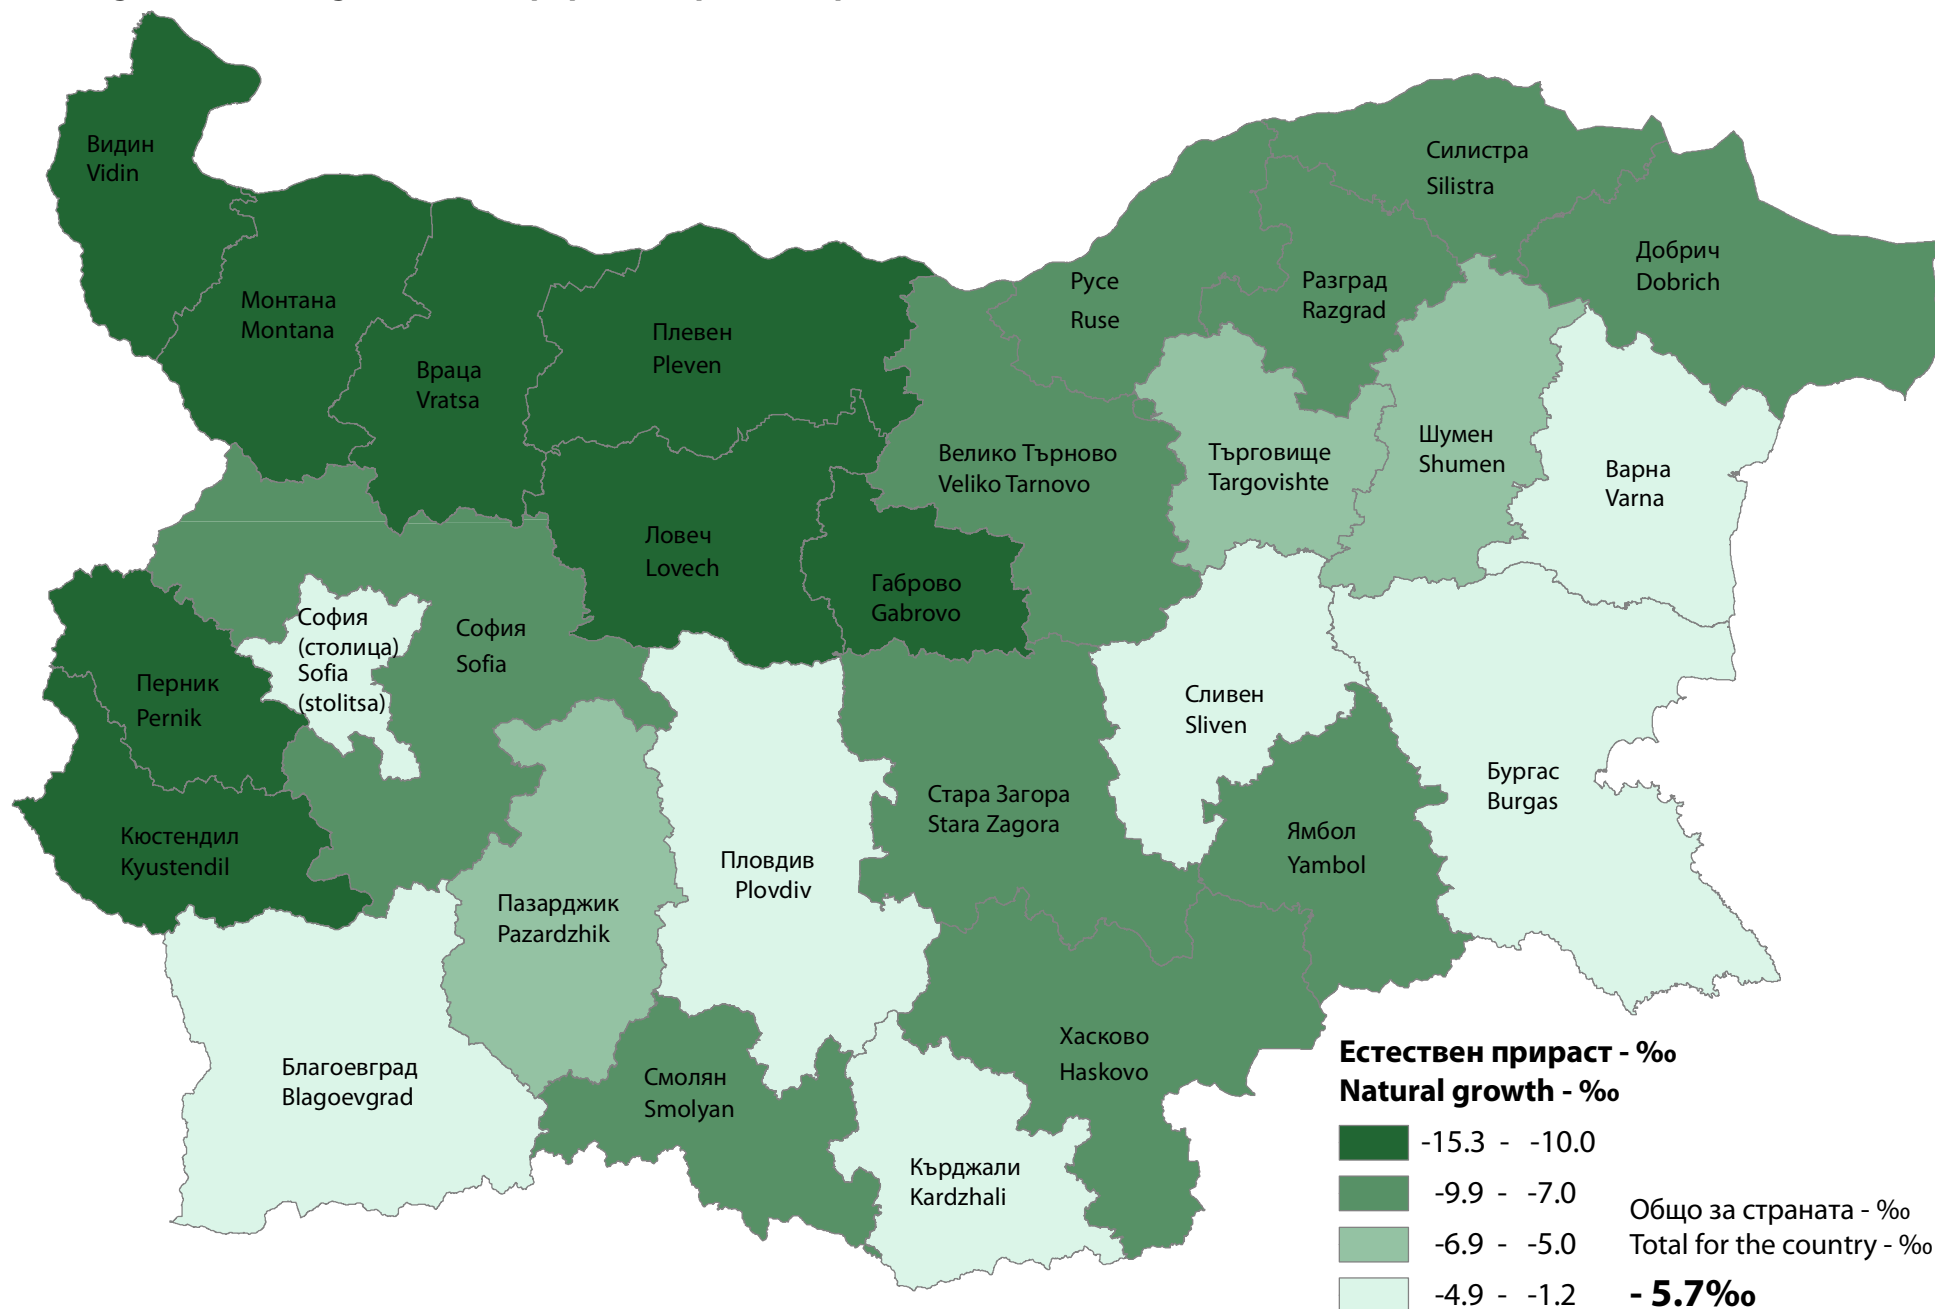 Видин
Vidin
Силистра
Silistra
Добрич
Dobrich
Монтана
Montana
Русе
Ruse
Разград
Razgrad
Плевен
Pleven
Враца
Vratsa
Велико Търново
Veliko Tarnovo
Търговище
Targovishte
Шумен
Shumen
Варна
Varna
Ловеч
Lovech
Габрово
Gabrovo
София
(столица)
Sofia
(stolitsa)
София
Sofia
Перник
Pernik
Сливен
Sliven
Бургас
Burgas
Стара Загора
Stara Zagora
Ямбол
Yambol
Кюстендил
Kyustendil
Пловдив
Plovdiv
Пазарджик
Pazardzhik
Благоевград
Blagoevgrad
Смолян
Smolyan
Хасково
Haskovo
Кърджали
Kardzhali
Естествен прираст - ‰
Natural growth - ‰
-15.3 - -10.0
-9.9 - -7.0
-6.9 - -5.0
-4.9 - -1.2
Общо за страната - ‰
Total for the country - ‰
- 5.7‰